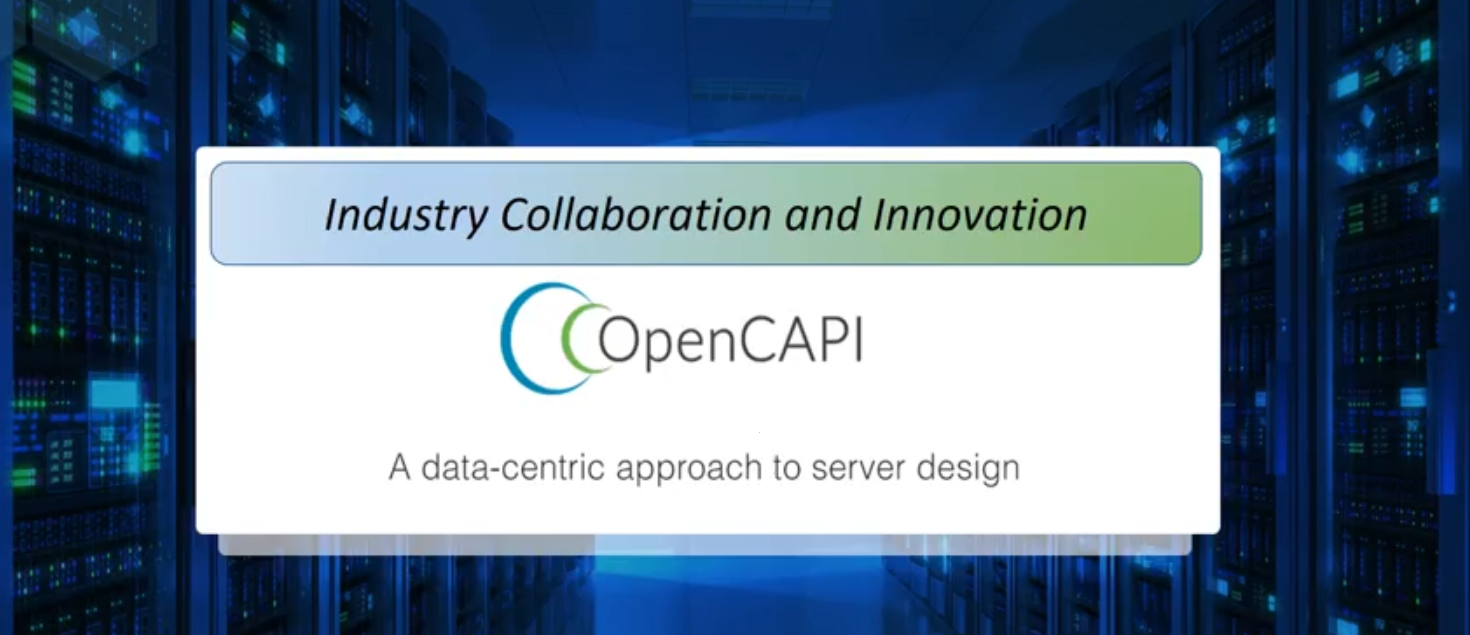 Industry Collaboration and Innovation
OpenCAPI
A data-centric approach to server design